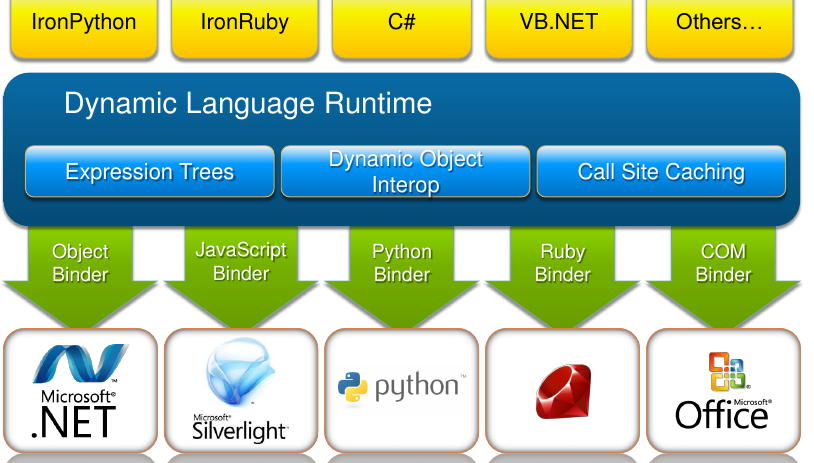 IronPython
IronRuby
C#
VB.NET
Others…
Dynamic Language Runtime
Expression Trees
Dynamic Object
Interop
Call Site Caching
Object
Binder
JavaScript
Binder
Python
Binder
Ruby
Binder
COM
Binder
Microsoft®
.NET
Microsoft®
Silverlight™
python™
Microsoft®
Office